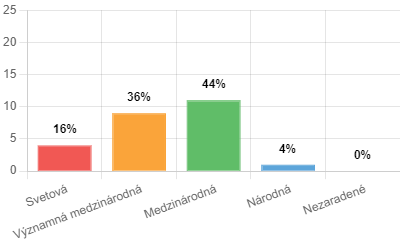 25
20
15
10
5
0
16%
36%
44%
4%
0%
Svetová
Významná medzinárodná
Medzinárodná
Národná
Nezaradené